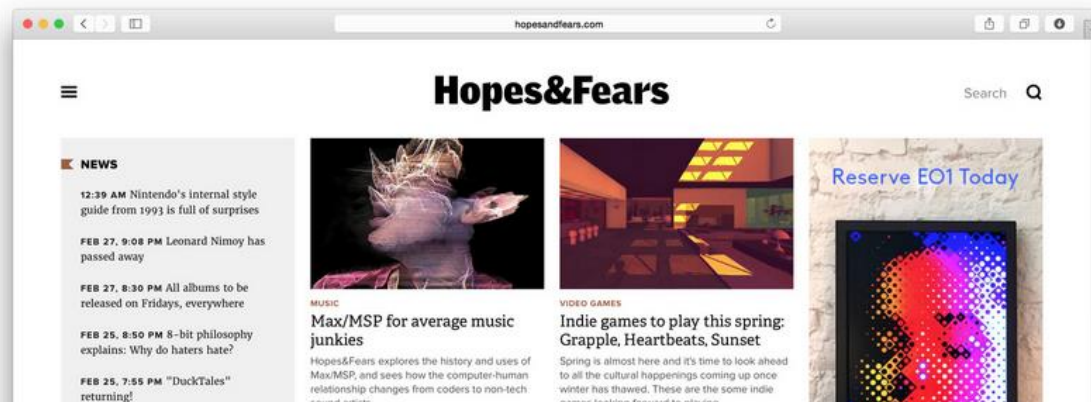 hopesandfears.com
Hopes&Fears
Search
NEWS
12:39 AM Nintendo's internal style
guide from 1993 is full of surprises
FEB 27, 9:08 PM Leonard Nimoy has
passed away
FEB 27, 8:30 PM All albums to be
released on Fridays, everywhere
FEB 25, 8:50 PM 8-bit philosophy
explains: Why do haters hate?
FEB 25, 7:55 PM "DuckTales"
returning!
MUSIC
Max/MSP for average music
junkies
Hopes&Fears explores the history and uses of
Max/MSP, and sees how the computer-human
relationship changes from coders to non-tech
VIDEO GAMES
Indie games to play this spring:
Grapple, Heartbeats, Sunset
Spring is almost here and it's time to look ahead
to all the cultural happenings coming up once
winter has thawed. These are the some indie
Reserve EO1 Today